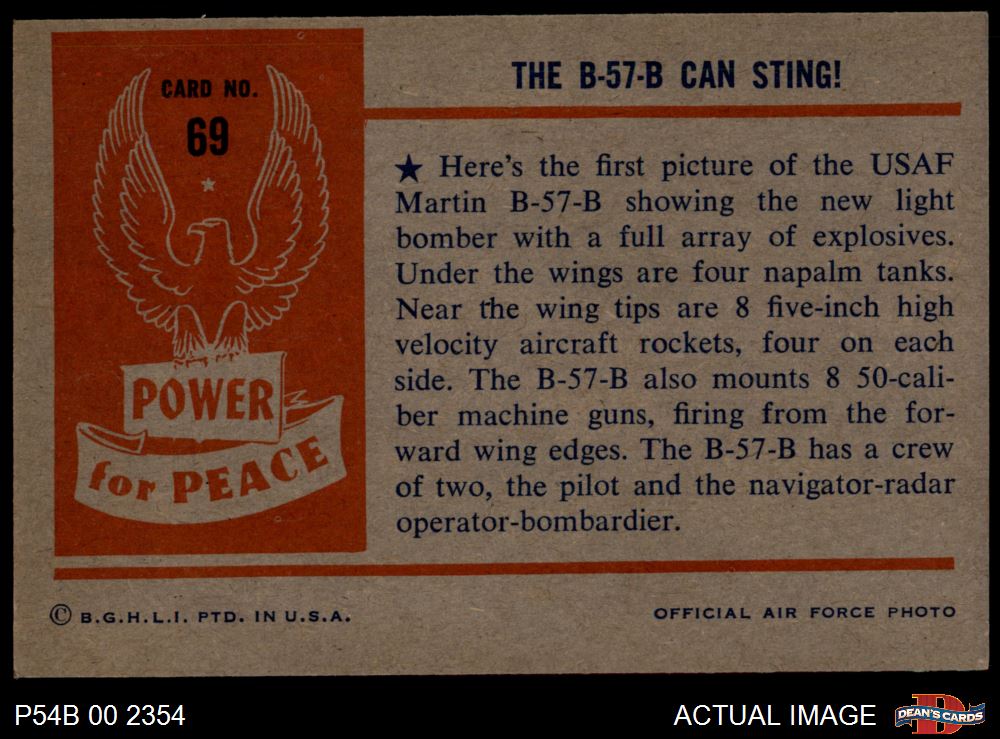 CARD NO.
69
POWER
for PEACE
THE B-57-B CAN STING!
★ Here's the first picture of the USAF
Martin B-57-B showing the new light
bomber with a full array of explosives.
Under the wings are four napalm tanks.
Near the wing tips are 8 five-inch high
velocity aircraft rockets, four on each
side. The B-57-B also mounts 8 50-cali-
ber machine guns, firing from the for-
ward wing edges. The B-57-B has a crew
of two, the pilot and the navigator-radar
operator-bombardier.
© B.G.H.L.I. PTD. IN U.S.A.
OFFICIAL AIR FORCE PHOTO
P54B 00 2354
ACTUAL IMAGE
DEAN'S CARDS